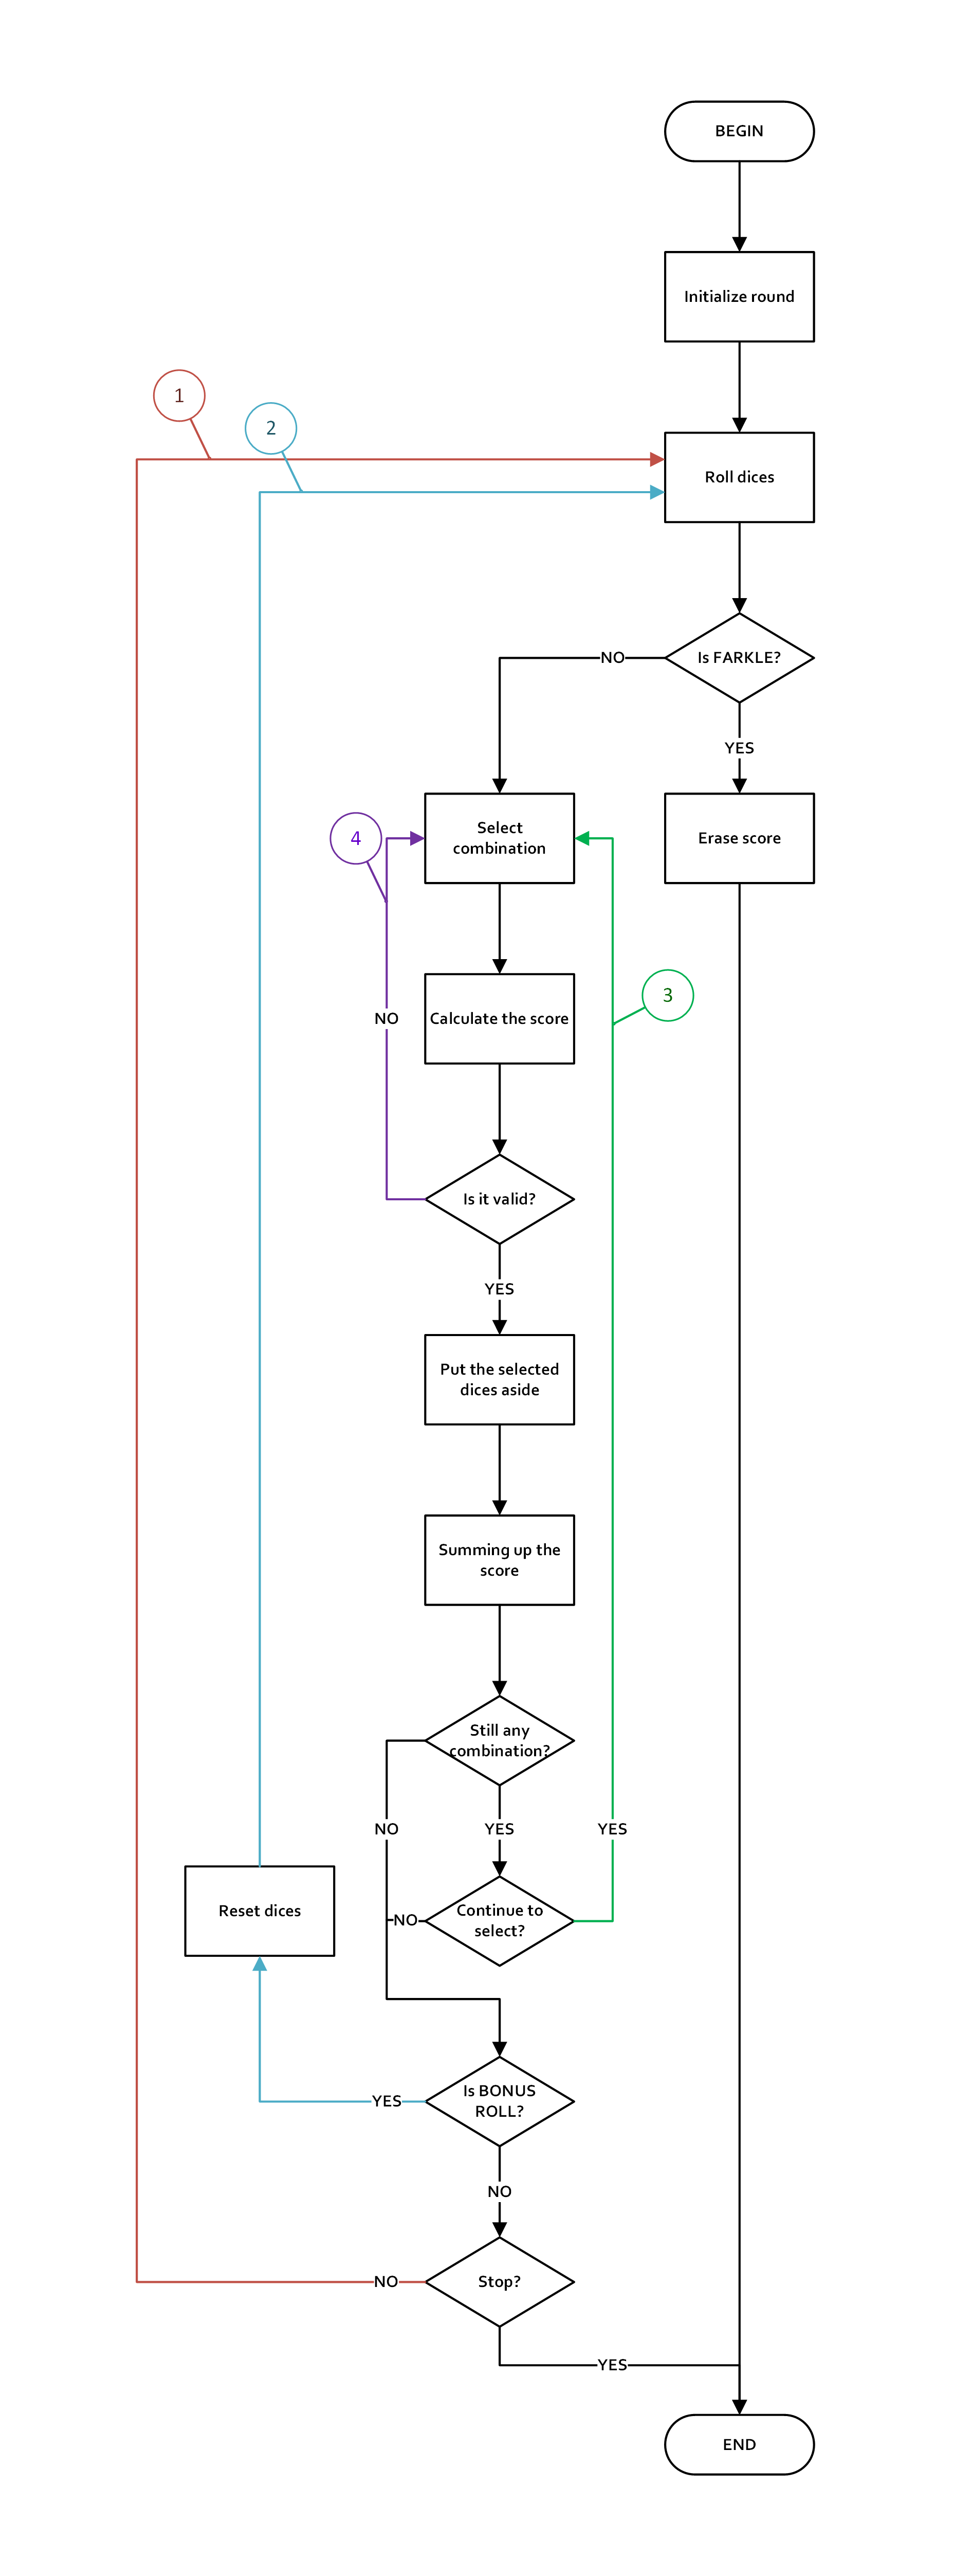 BEGIN
Initialize round
1
2
Roll dices
Is FARKLE?
NO
YES
Select
combination
Erase score
4
3
Calculate the score
NO
Is it valid?
YES
Put the selected
dices aside
Summing up the
score
Still any
combination?
NO
YES
YES
Reset dices
Continue to
select?
NO
Is BONUS
ROLL?
YES
NO
Stop?
NO
YES
END